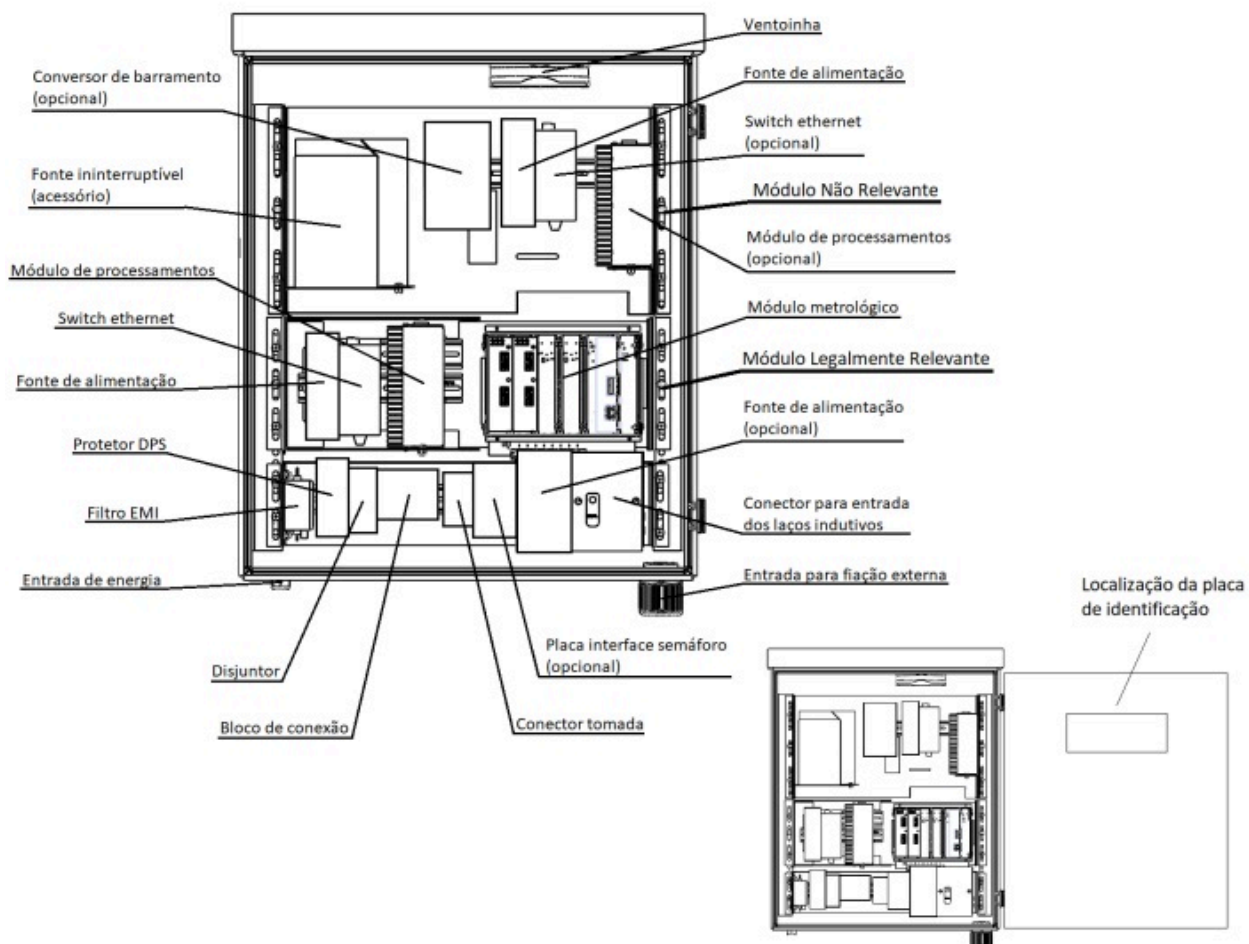 Ventoinha
Conversor de barramento
(opcional)
Fonte de alimentação
Switch ethernet
(opcional)
Fonte ininterruptível
(acessório)
Módulo Não Relevante
Módulo de processamentos
(opcional)
Módulo de processamentos
Módulo metrológico
Switch ethernet
Módulo Legalmente Relevante
Fonte de alimentação
Fonte de alimentação
(opcional)
Protetor DPS
Filtro EMI
Conector para entrada
dos laços indutivos
Entrada de energia
Entrada para fiação externa
Localização da placa
de identificação
Placa interface semáforo
(opcional)
Disjuntor
Bloco de conexão
Conector tomada